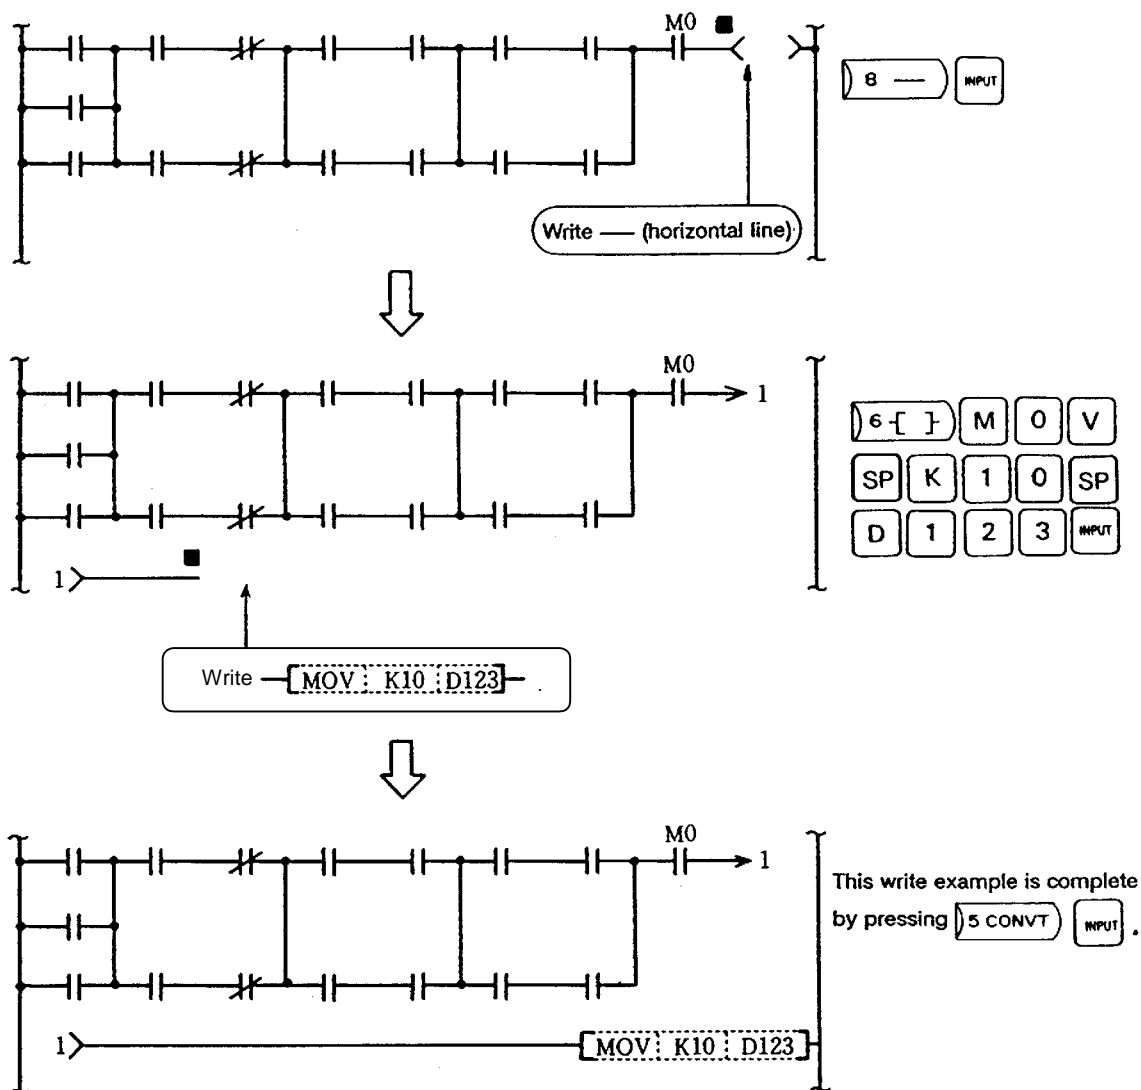 M0
8 — INPUT
Write — (horizontal line)
M0
1
6 -[ ]- M O V
SP K 1 0 SP
D 1 2 3 INPUT
1
Write MOV K10 D123
M0
1
This write example is complete
by pressing 5 CONVT INPUT .
1
MOV K10 D123